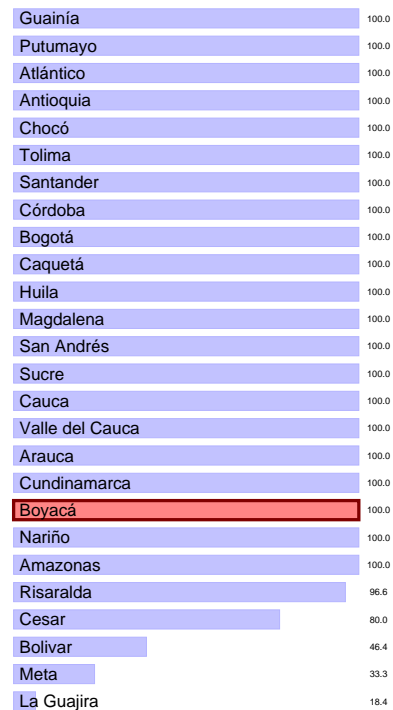 Guainía 100.0
Putumayo 100.0
Atlántico 100.0
Antioquia 100.0
Chocó 100.0
Tolima 100.0
Santander 100.0
Córdoba 100.0
Bogotá 100.0
Caquetá 100.0
Huila 100.0
Magdalena 100.0
San Andrés 100.0
Sucre 100.0
Cauca 100.0
Valle del Cauca 100.0
Arauca 100.0
Cundinamarca 100.0
Boyacá 100.0
Nariño 100.0
Amazonas 100.0
Risaralda 96.6
Cesar 80.0
Bolivar 46.4
Meta 33.3
La Guajira 18.4